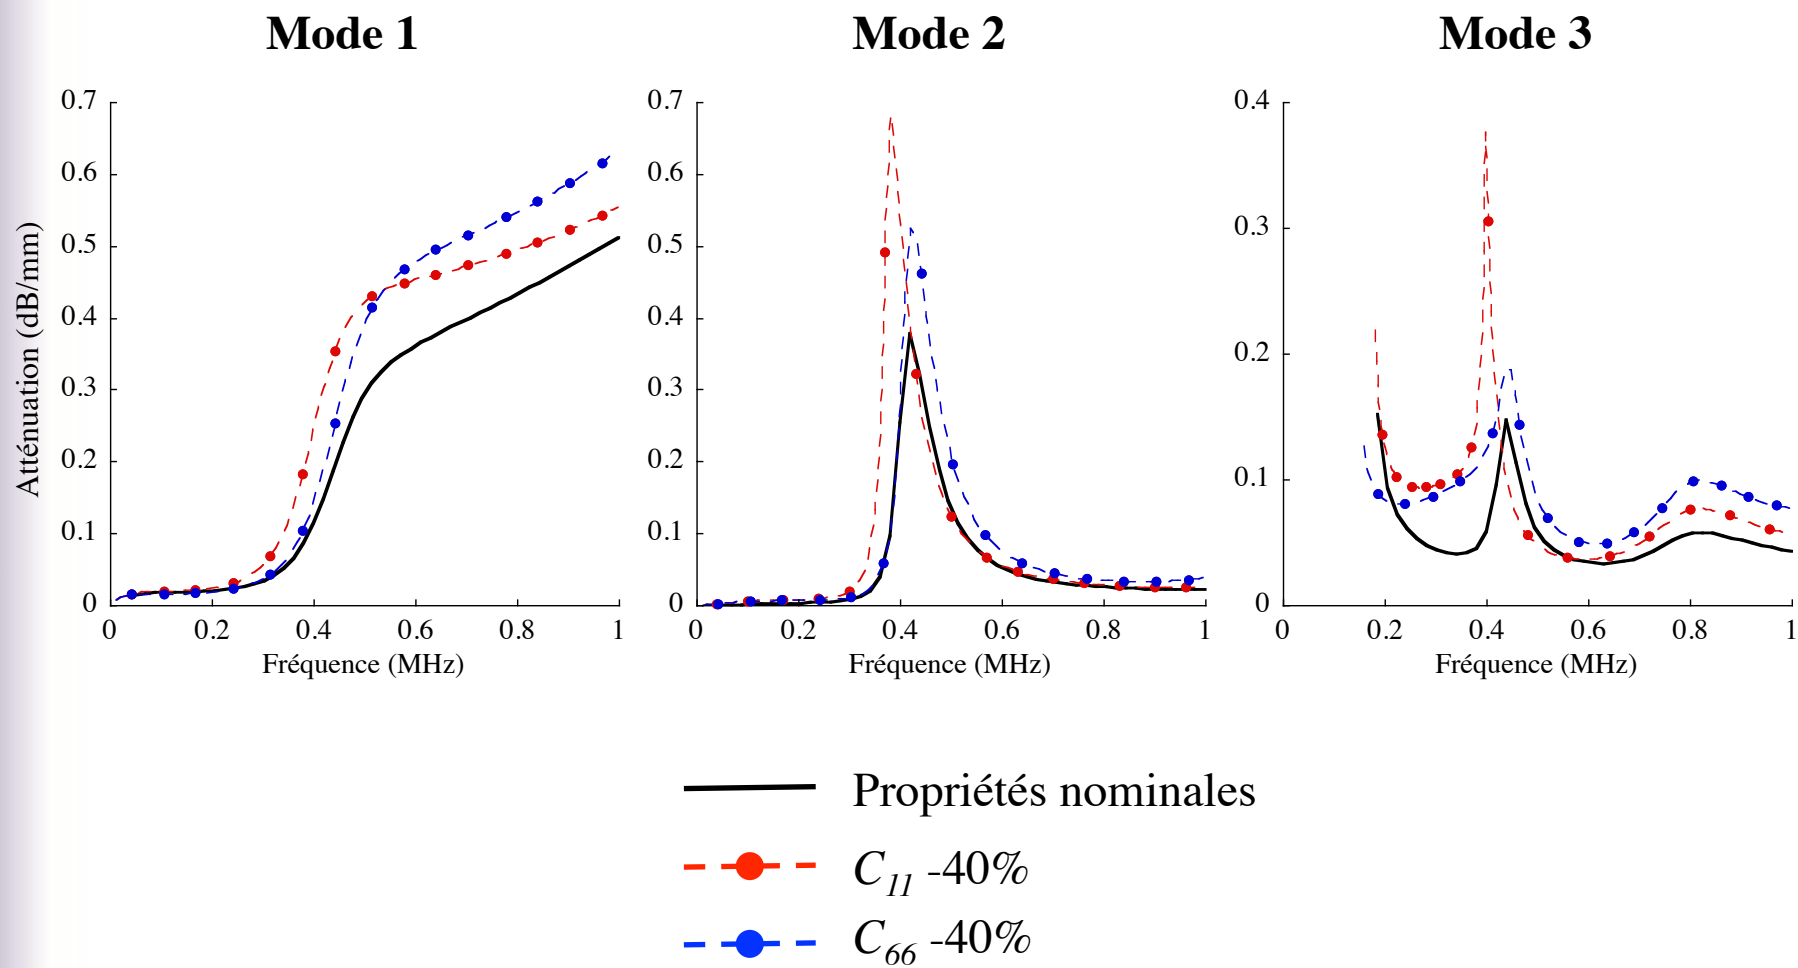 Mode 1
Mode 2
Mode 3
Atténuation (dB/mm)
0.7
0.6
0.5
0.4
0.3
0.2
0.1
0
0 0.2 0.4 0.6 0.8 1
Fréquence (MHz)
0.7
0.6
0.5
0.4
0.3
0.2
0.1
0
0 0.2 0.4 0.6 0.8 1
Fréquence (MHz)
0.4
0.3
0.2
0.1
0
0 0.2 0.4 0.6 0.8 1
Fréquence (MHz)
Propriétés nominales
C11 -40%
C66 -40%